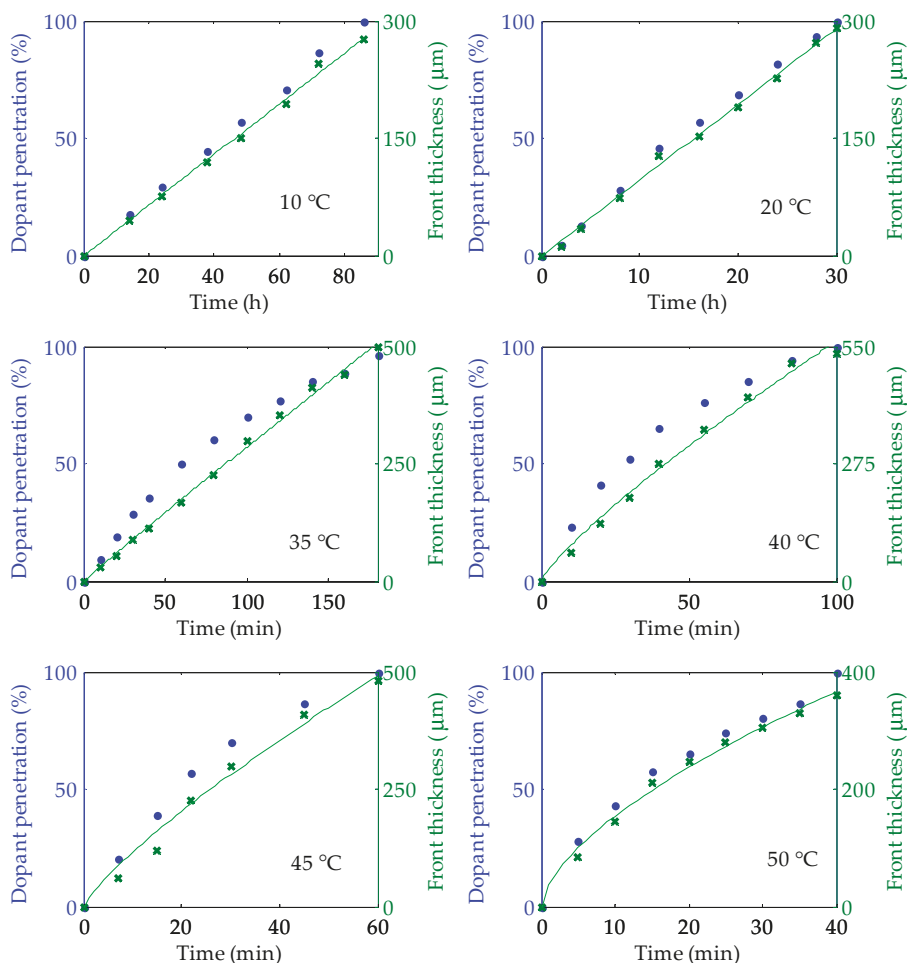 100
50
0
Dopant penetration (%)
300
150
0
Front thickness (μm)
10 °C
0 20 40 60 80
Time (h)
100
50
0
Dopant penetration (%)
300
150
0
Front thickness (μm)
20 °C
0 10 20 30
Time (h)
100
50
0
Dopant penetration (%)
500
250
0
Front thickness (μm)
35 °C
0 50 100 150
Time (min)
100
50
0
Dopant penetration (%)
550
275
0
Front thickness (μm)
40 °C
0 50 100
Time (min)
100
50
0
Dopant penetration (%)
500
250
0
Front thickness (μm)
45 °C
0 20 40 60
Time (min)
100
50
0
Dopant penetration (%)
400
200
0
Front thickness (μm)
50 °C
0 10 20 30 40
Time (min)